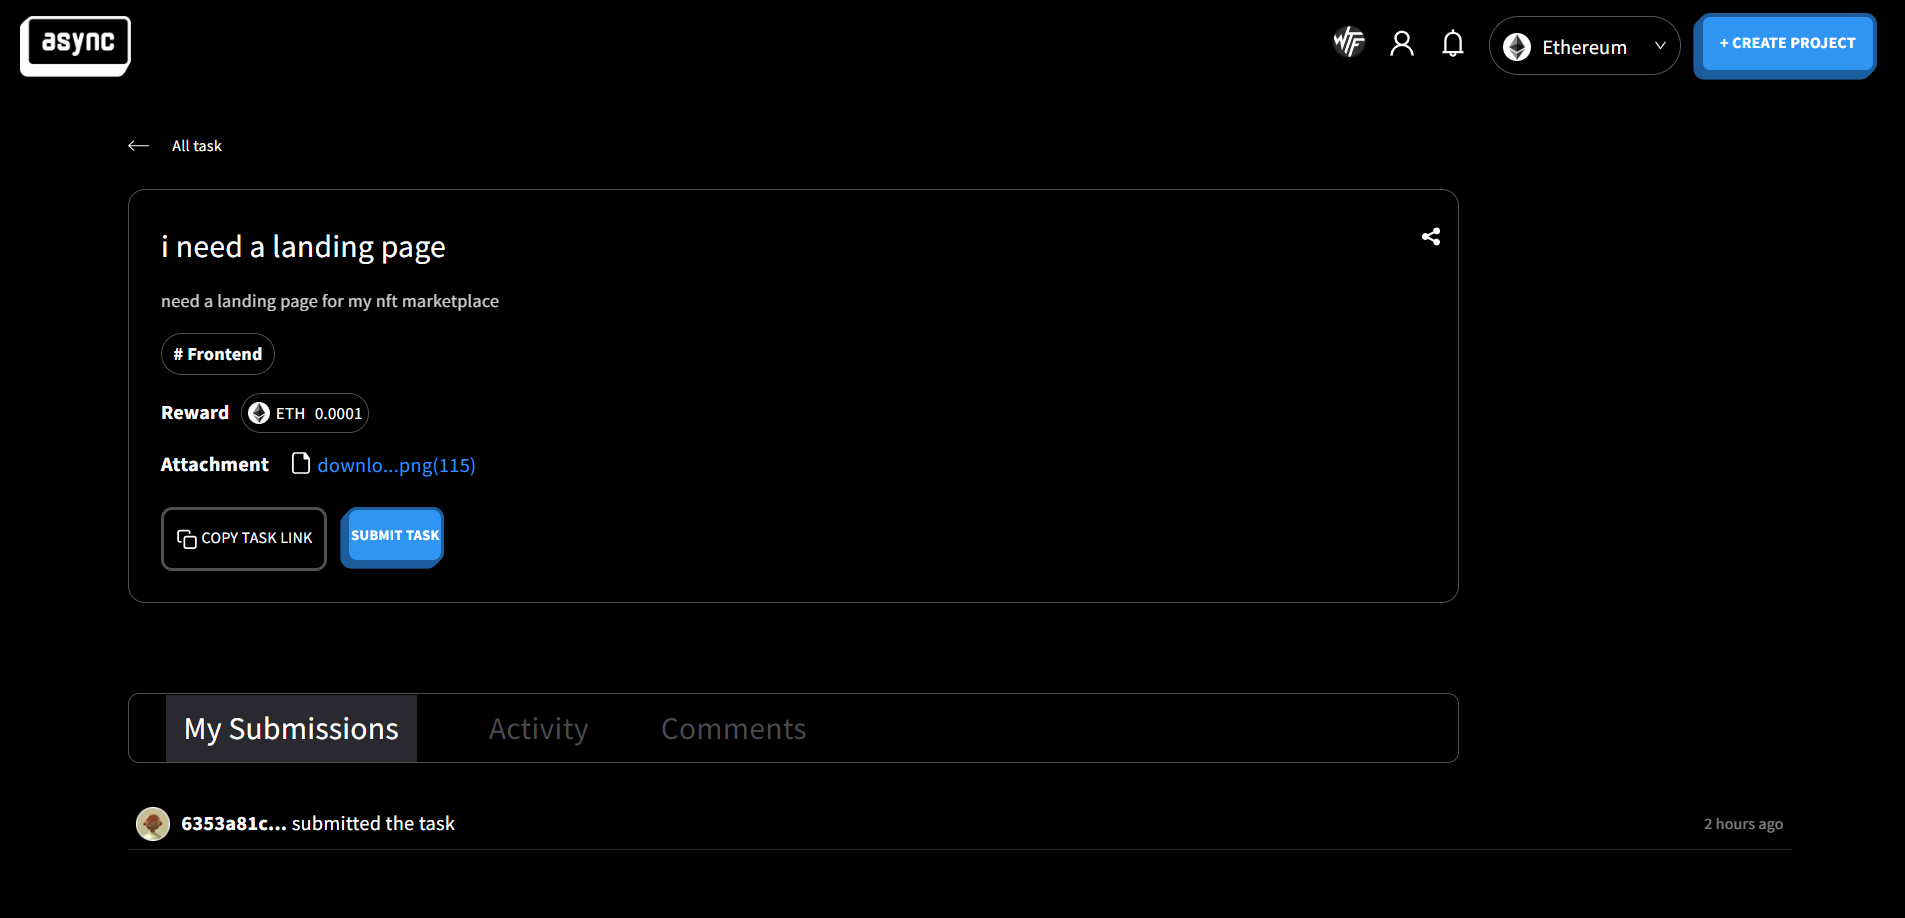 async
WTF
Ethereum
+ CREATE PROJECT
All task
i need a landing page
need a landing page for my nft marketplace
# Frontend
Reward ETH 0.0001
Attachment downlo...png(115)
COPY TASK LINK SUBMIT TASK
My Submissions Activity Comments
6353a81c... submitted the task 2 hours ago